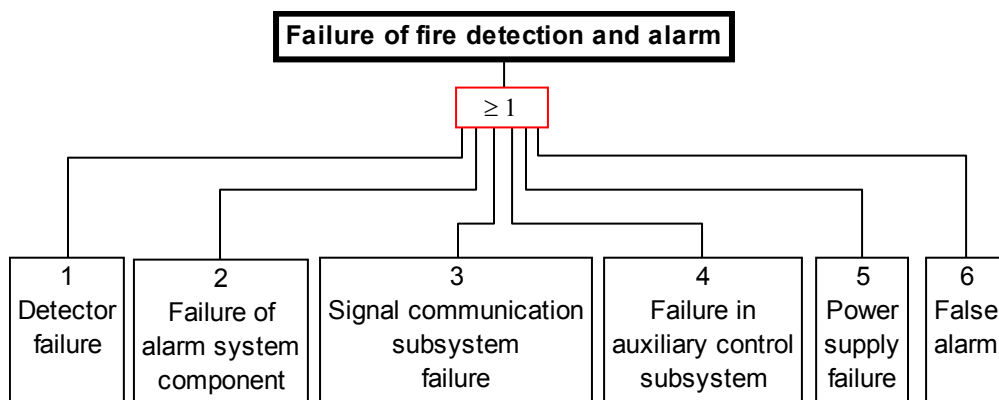 Failure of fire detection and alarm
≥ 1
1
Detector
failure
2
Failure of
alarm system
component
3
Signal communication
subsystem
failure
4
Failure in
auxiliary control
subsystem
5
Power
supply
failure
6
False
alarm